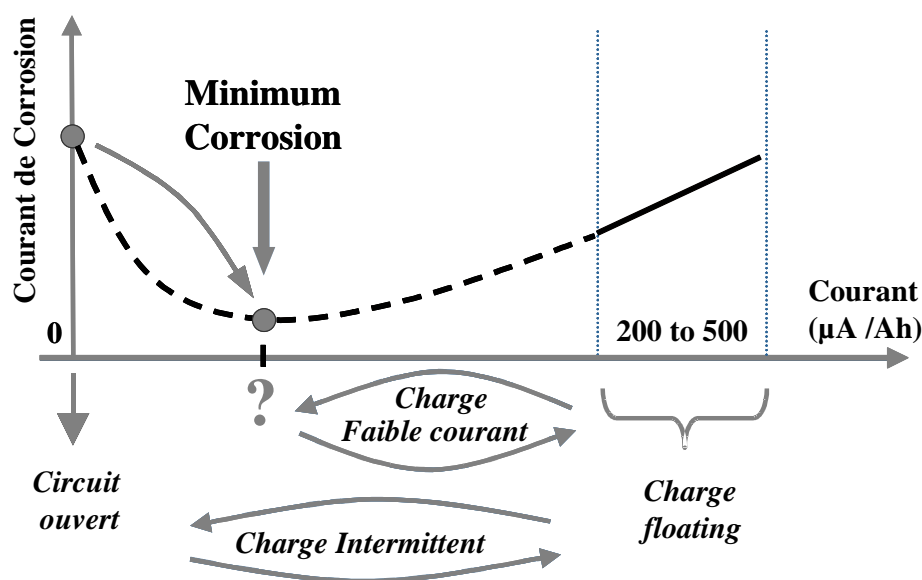 Courant de Corrosion
Minimum
Corrosion
0
200 to 500
Courant
(µA /Ah)
?
Charge
Faible courant
Circuit
ouvert
Charge
floating
Charge Intermittent